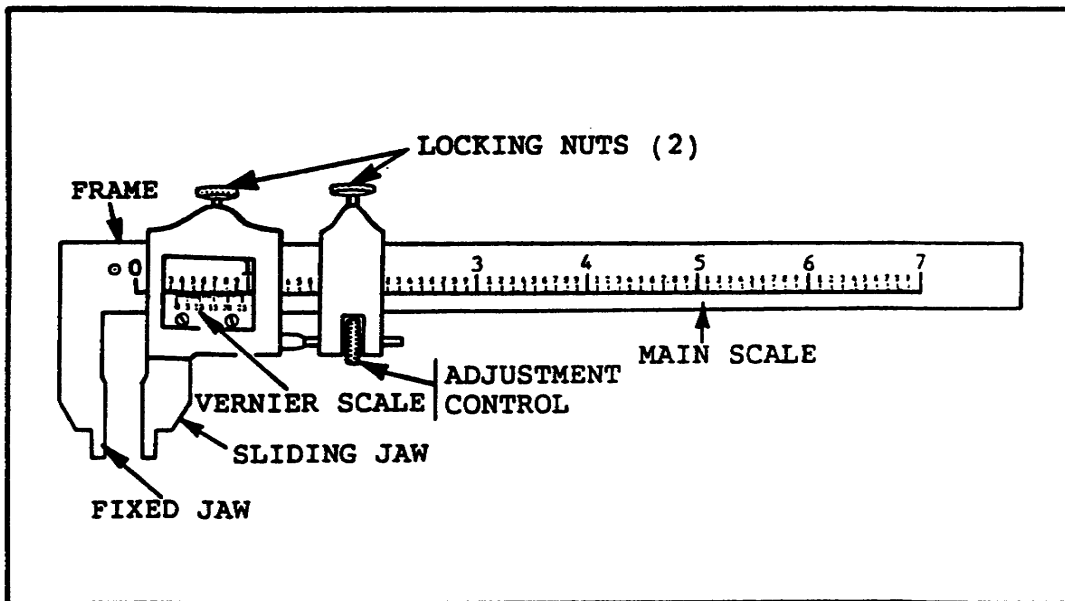 LOCKING NUTS (2)
FRAME
0
1
3 4 5 6 7
MAIN SCALE
ADJUSTMENT
CONTROL
VERNIER SCALE
SLIDING JAW
FIXED JAW